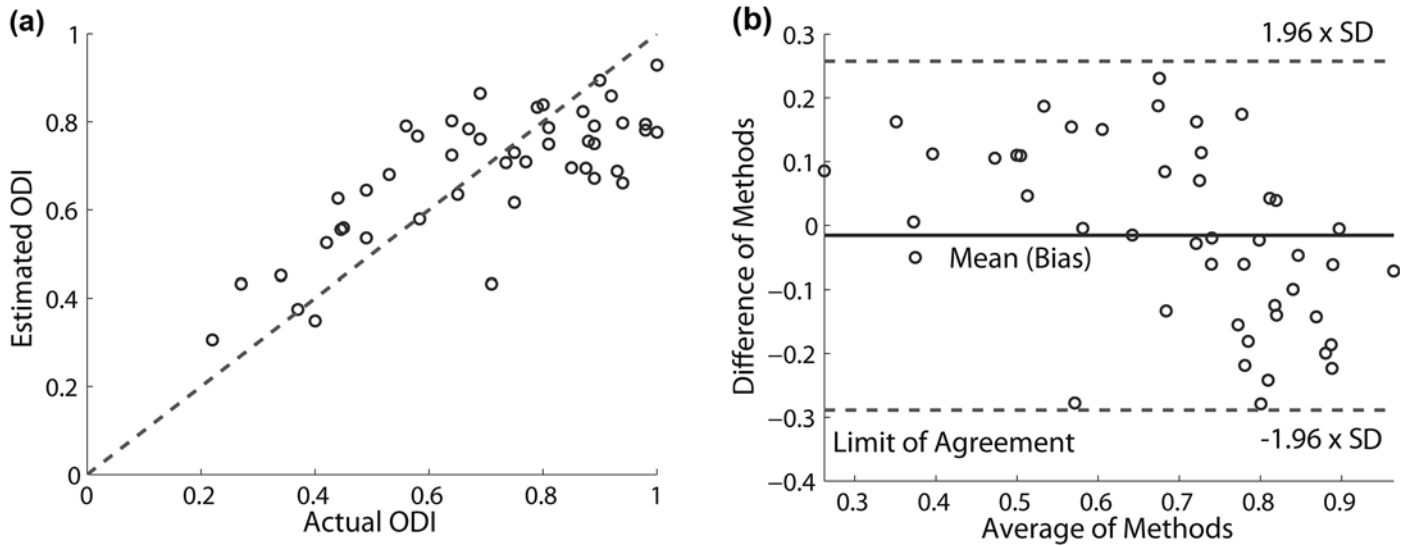 (a)
1
0.8
0.6
0.4
0.2
0
Estimated ODI
0 0.2 0.4 0.6 0.8 1
Actual ODI
(b)
0.3
0.2
0.1
0
−0.1
−0.2
−0.3
−0.4
Difference of Methods
1.96 x SD
Mean (Bias)
Limit of Agreement
-1.96 x SD
0.3 0.4 0.5 0.6 0.7 0.8 0.9
Average of Methods